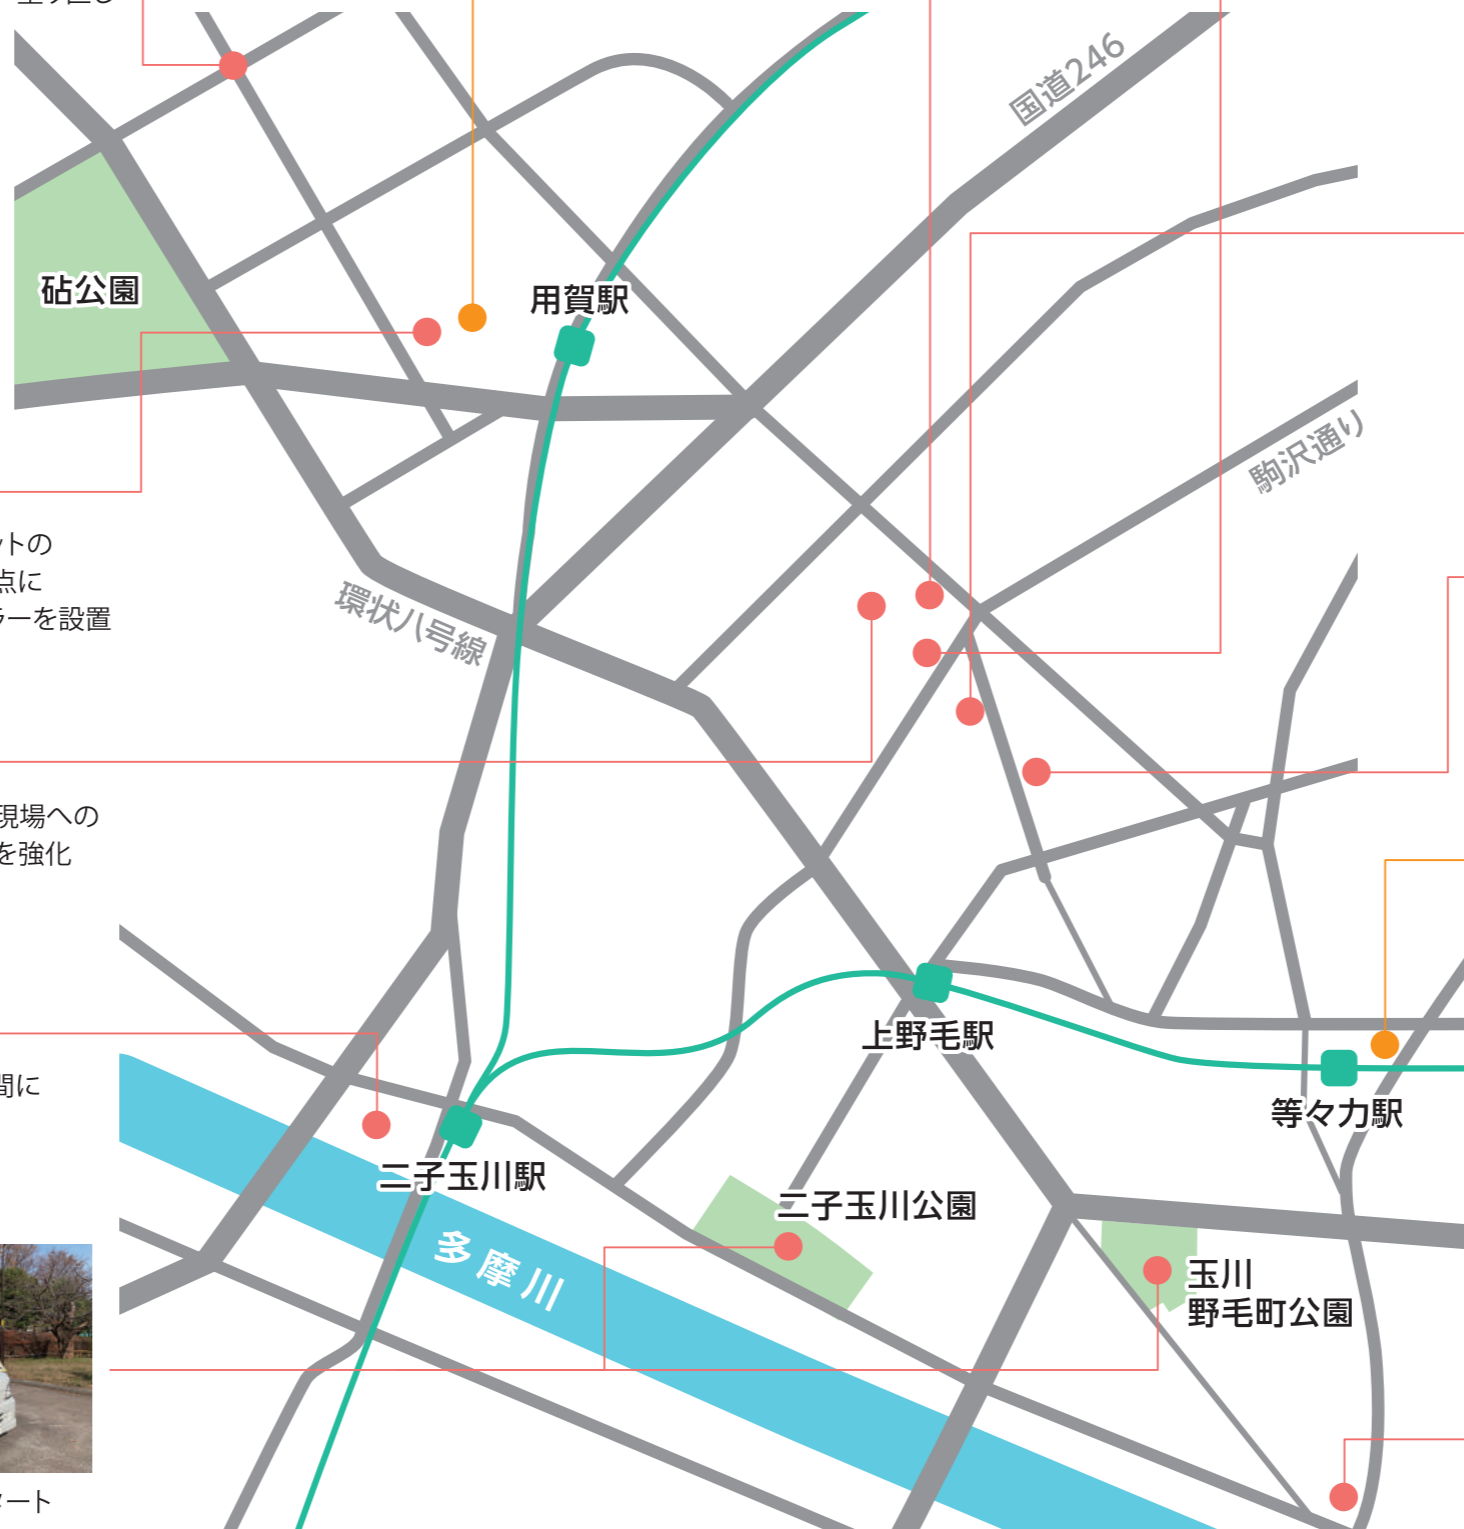 国道246
砧公園
用賀駅
駒沢通り
ットの
点に
ラーを設置
環状八号線
現場への
を強化
上野毛駅
間に
等々力駅
二子玉川駅
二子玉川公園
多摩川
玉川
野毛町公園
タート